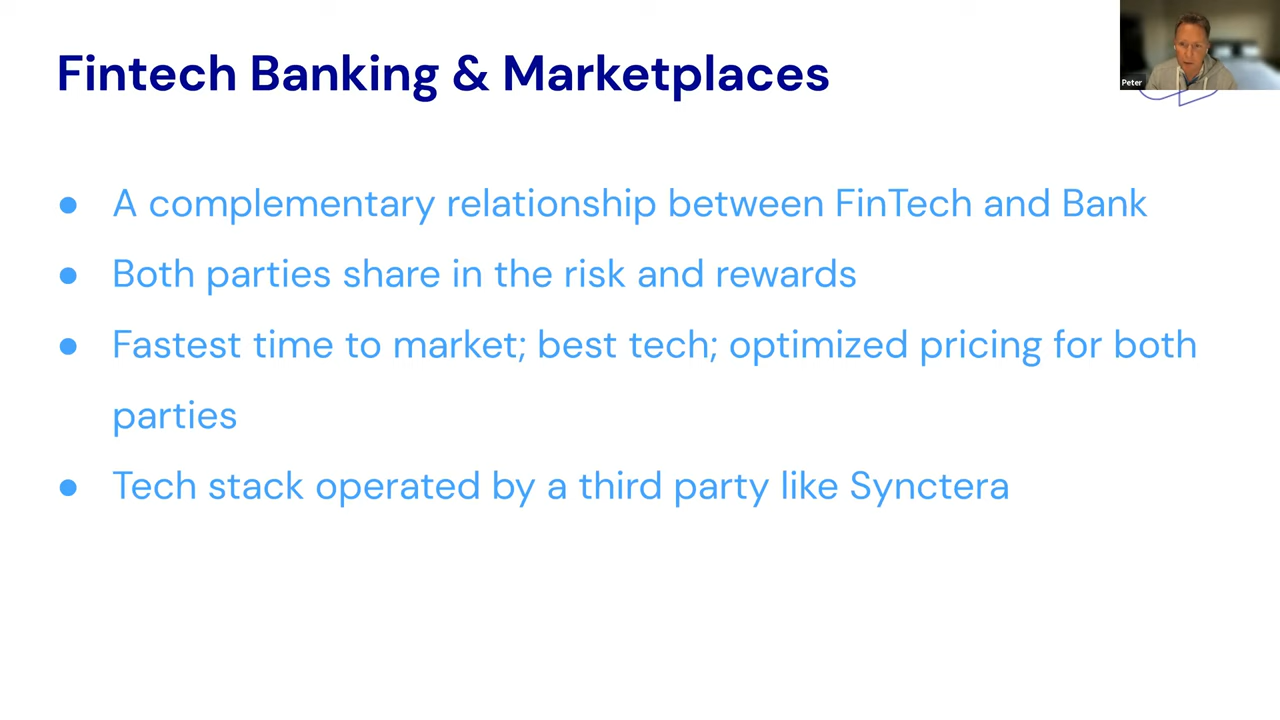 Fintech Banking & Marketplaces
Peter
● A complementary relationship between FinTech and Bank
● Both parties share in the risk and rewards
● Fastest time to market; best tech; optimized pricing for both
parties
● Tech stack operated by a third party like Synctera